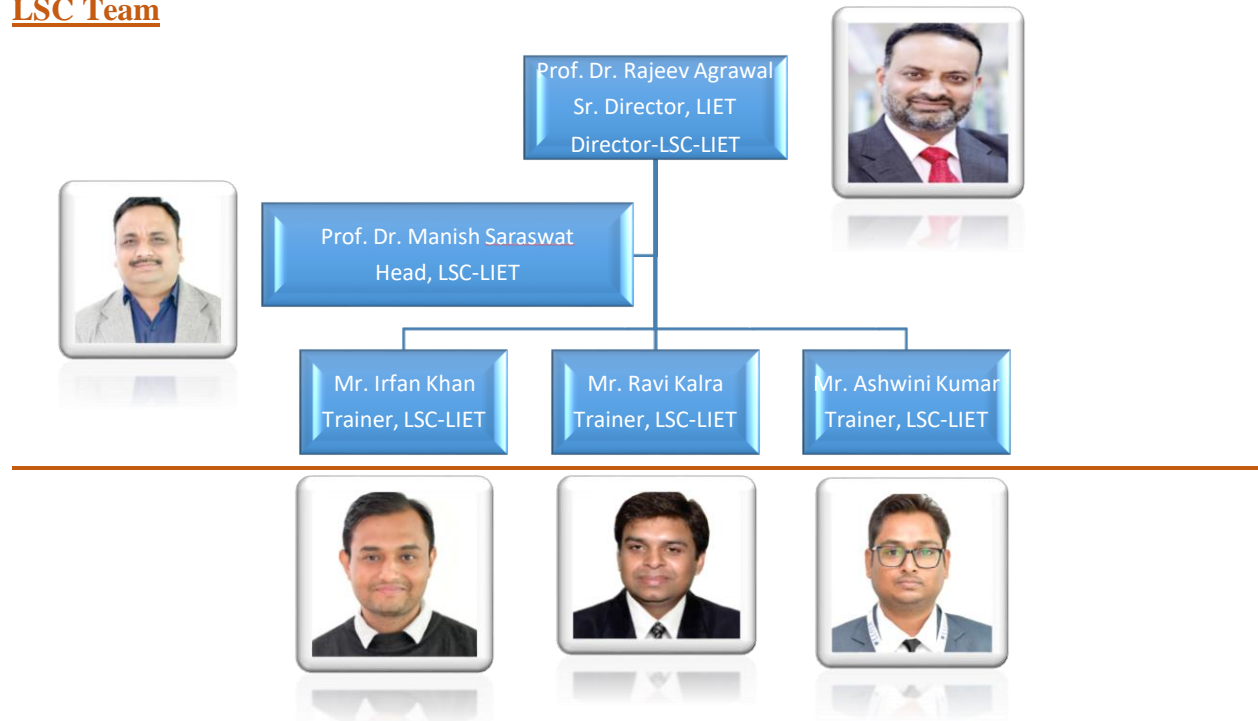 LSC Team
Prof. Dr. Rajeev Agrawal
Sr. Director, LIET
Director-LSC-LIET
Prof. Dr. Manish Saraswat
Head, LSC-LIET
Mr. Irfan Khan
Trainer, LSC-LIET
Mr. Ravi Kalra
Trainer, LSC-LIET
Mr. Ashwini Kumar
Trainer, LSC-LIET